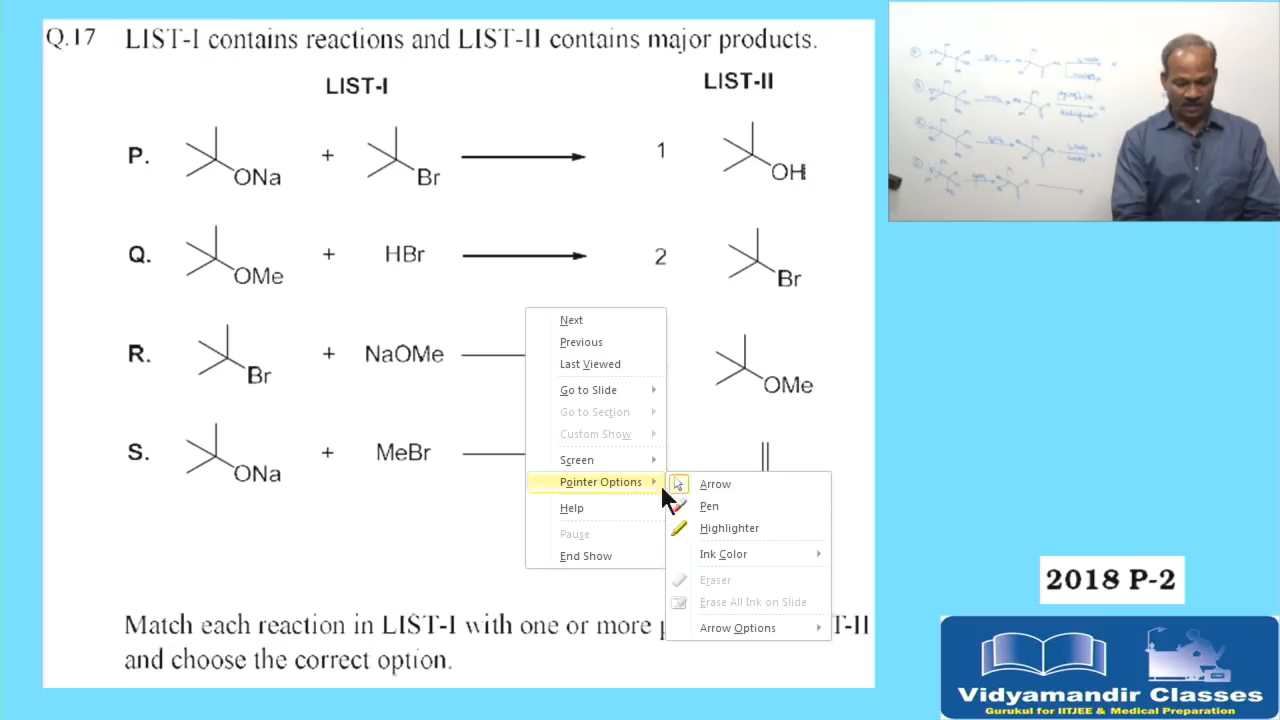 Q.17 LIST-I contains reactions and LIST-II contains major products.
LIST-I LIST-II
P. ONa + Br 1 OH
Q. OMe + HBr 2 Br
R. Br + NaOMe OMe
S. ONa + MeBr
Next
Previous
Last Viewed
Go to Slide
Go to Section
Custom Show
Screen
Pointer Options
Help
Pause
End Show
Arrow
Pen
Highlighter
Ink Color
Eraser
Erase All Ink on Slide
Arrow Options
Match each reaction in LIST-I with one or more p T-II
and choose the correct option.
2018 P-2
Vidyamandir Classes
Gurukul for IITJEE & Medical Preparation